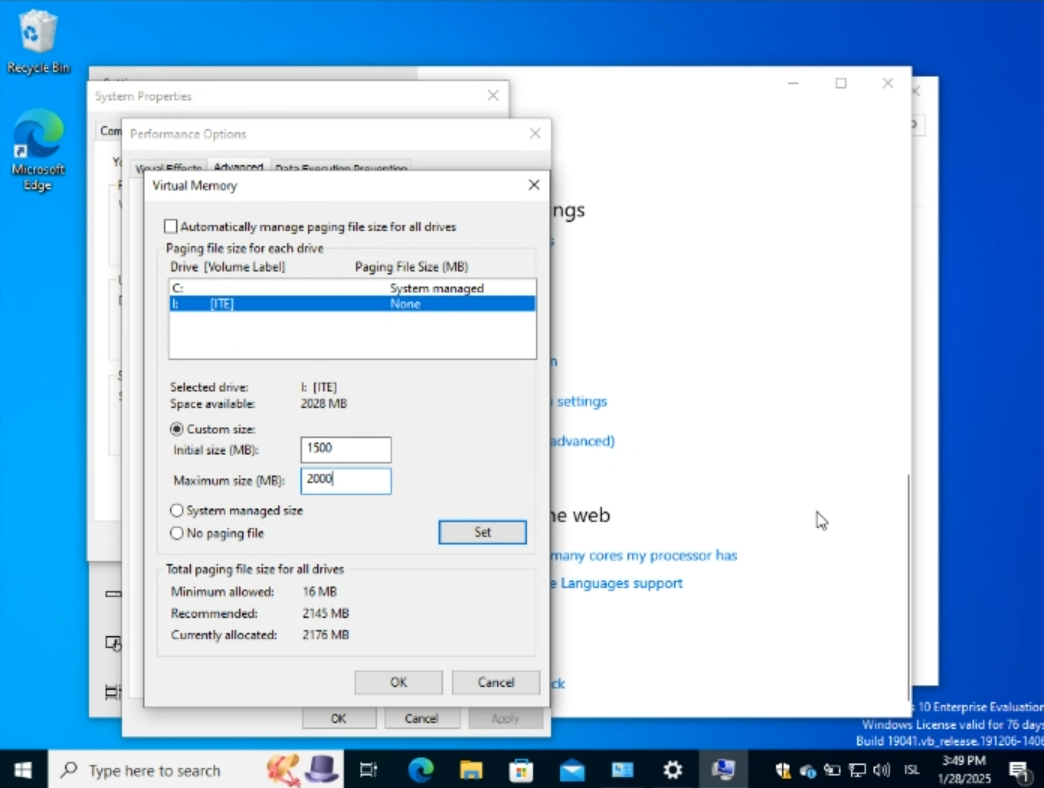 Recycle Bin
Microsoft
Edge
System Properties
Performance Options
Visual Effects Advanced Data Execution Prevention
Virtual Memory
Automatically manage paging file size for all drives
Paging file size for each drive
Drive [Volume Label] Paging File Size (MB)
C: System managed
I: [ITE] None
Selected drive: I: [ITE]
Space available: 2028 MB
Custom size:
Initial size (MB): 1500
Maximum size (MB): 2000
System managed size
No paging file
Set
Total paging file size for all drives
Minimum allowed: 16 MB
Recommended: 2145 MB
Currently allocated: 2176 MB
OK Cancel
OK Cancel Apply
ngs
settings
advanced)
he web
many cores my processor has
e Languages support
ck
10 Enterprise Evaluation
Windows License valid for 76 days
Build 19041.vb_release.191206-1406
Type here to search
ISL
3:49 PM
1/28/2025
1